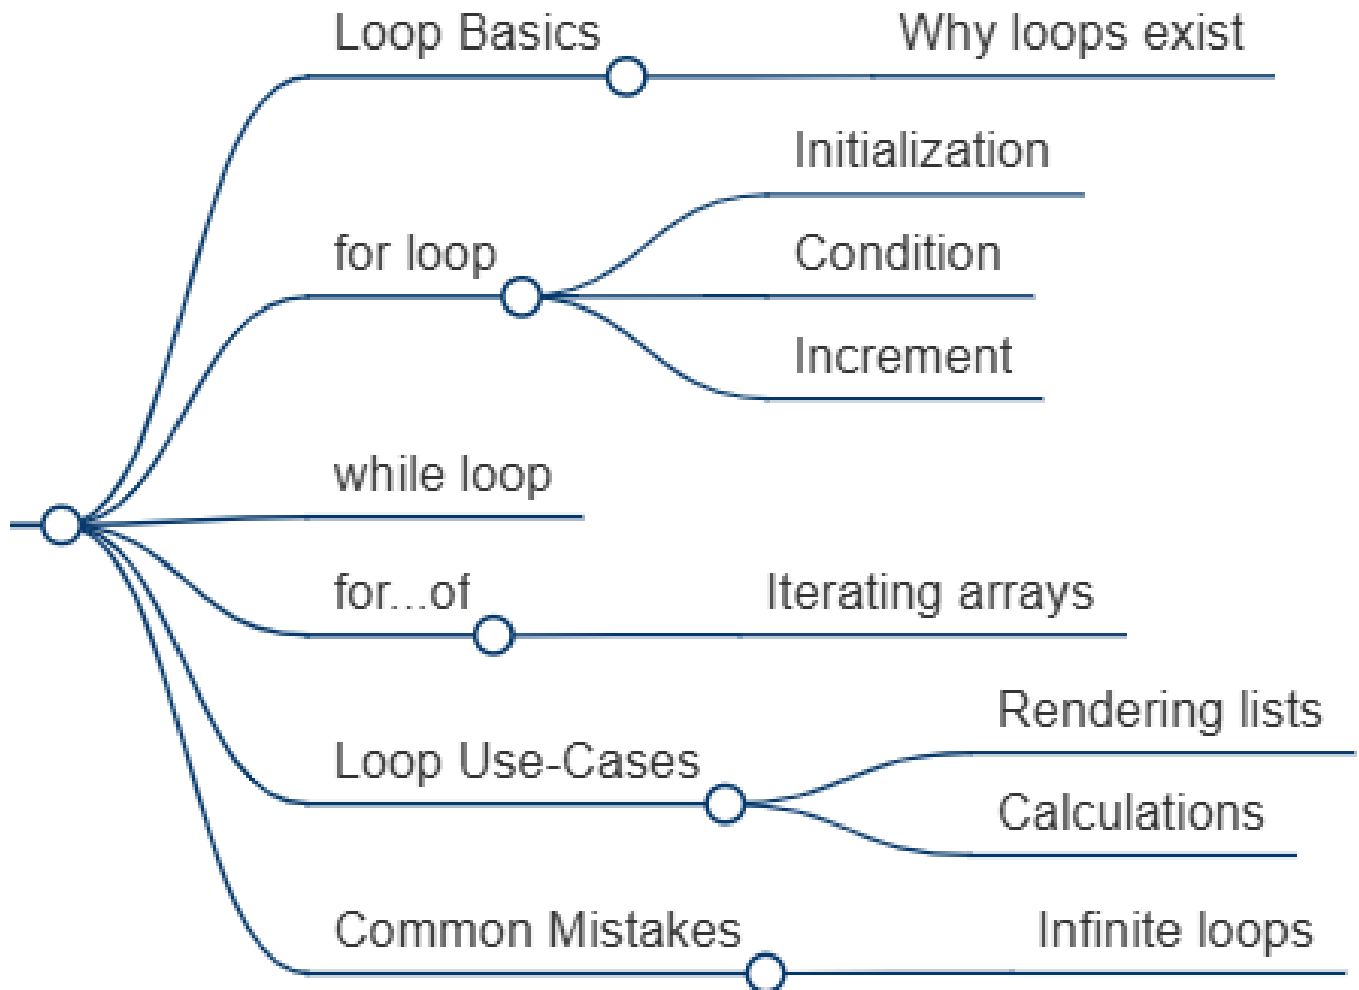 Loop Basics
Why loops exist
for loop
Initialization
Condition
Increment
while loop
for...of
Iterating arrays
Loop Use-Cases
Rendering lists
Calculations
Common Mistakes
Infinite loops